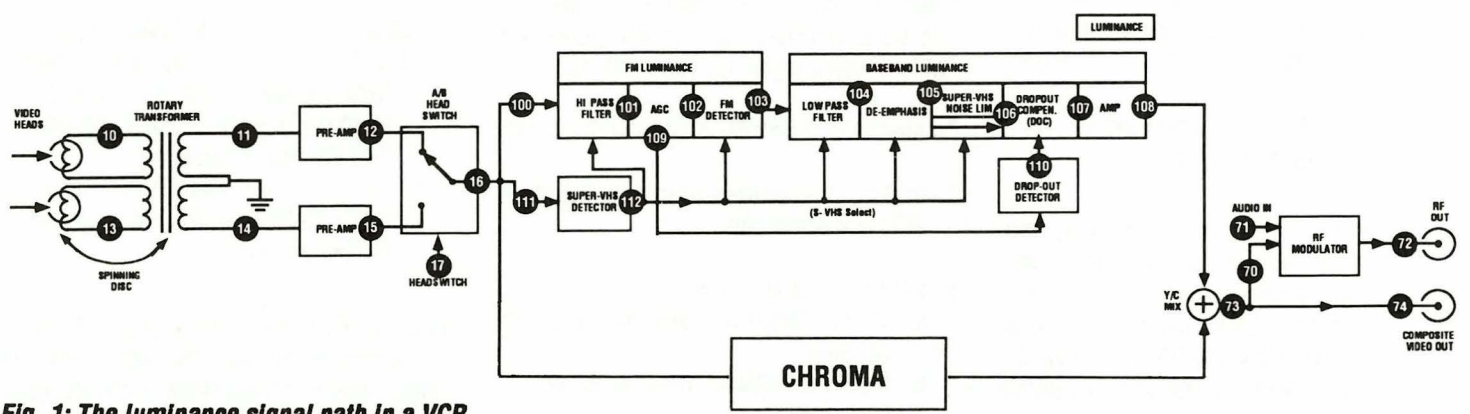 LUMINANCE
FM LUMINANCE
BASEBAND LUMINANCE
VIDEO
HEADS
ROTARY
TRANSFORMER
A/B
HEAD
SWITCH
10
11
PRE-AMP
12
13
14
PRE-AMP
15
16
17
HEADSWITCH
SPINNING
DISC
100
HI PASS
FILTER
101
AGC
102
FM
DETECTOR
103
109
LOW PASS
FILTER
104
DE-EMPHASIS
105
SUPER-VHS
NOISE LIM
106
DROPOUT
COMPEN.
(DOC)
107
AMP
108
111
SUPER-VHS
DETECTOR
112
(S- VHS Select)
110
DROP-OUT
DETECTOR
AUDIO IN
71
RF
MODULATOR
72
RF
OUT
70
Y/C
MIX
+
73
74
COMPOSITE
VIDEO OUT
CHROMA
Fig. 1: The luminance signal path in a VCR